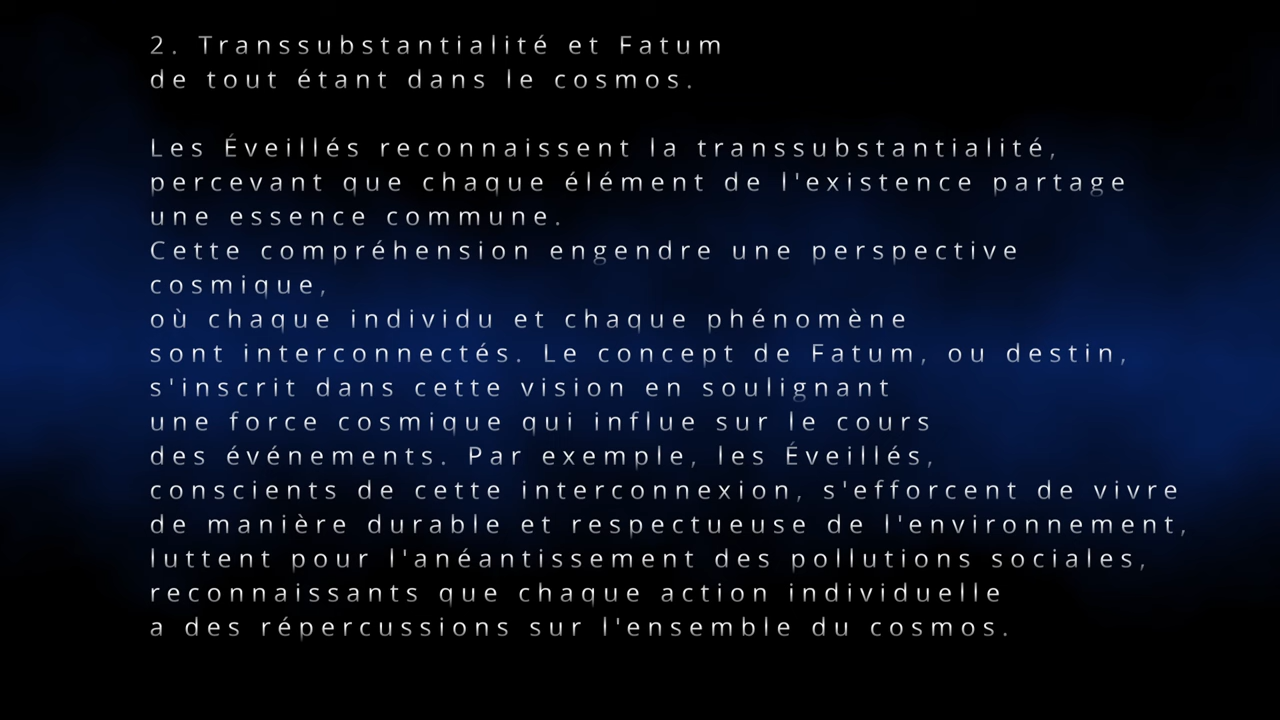 2. Transsubstantialité et Fatum
de tout étant dans le cosmos.
Les Éveillés reconnaissent la transsubstantialité,
percevant que chaque élément de l'existence partage
une essence commune.
Cette compréhension engendre une perspective
cosmique,
où chaque individu et chaque phénomène
sont interconnectés. Le concept de Fatum, ou destin,
s'inscrit dans cette vision en soulignant
une force cosmique qui influe sur le cours
des événements. Par exemple, les Éveillés,
conscients de cette interconnexion, s'efforcent de vivre
de manière durable et respectueuse de l'environnement,
luttent pour l'anéantissement des pollutions sociales,
reconnaissants que chaque action individuelle
a des répercussions sur l'ensemble du cosmos.